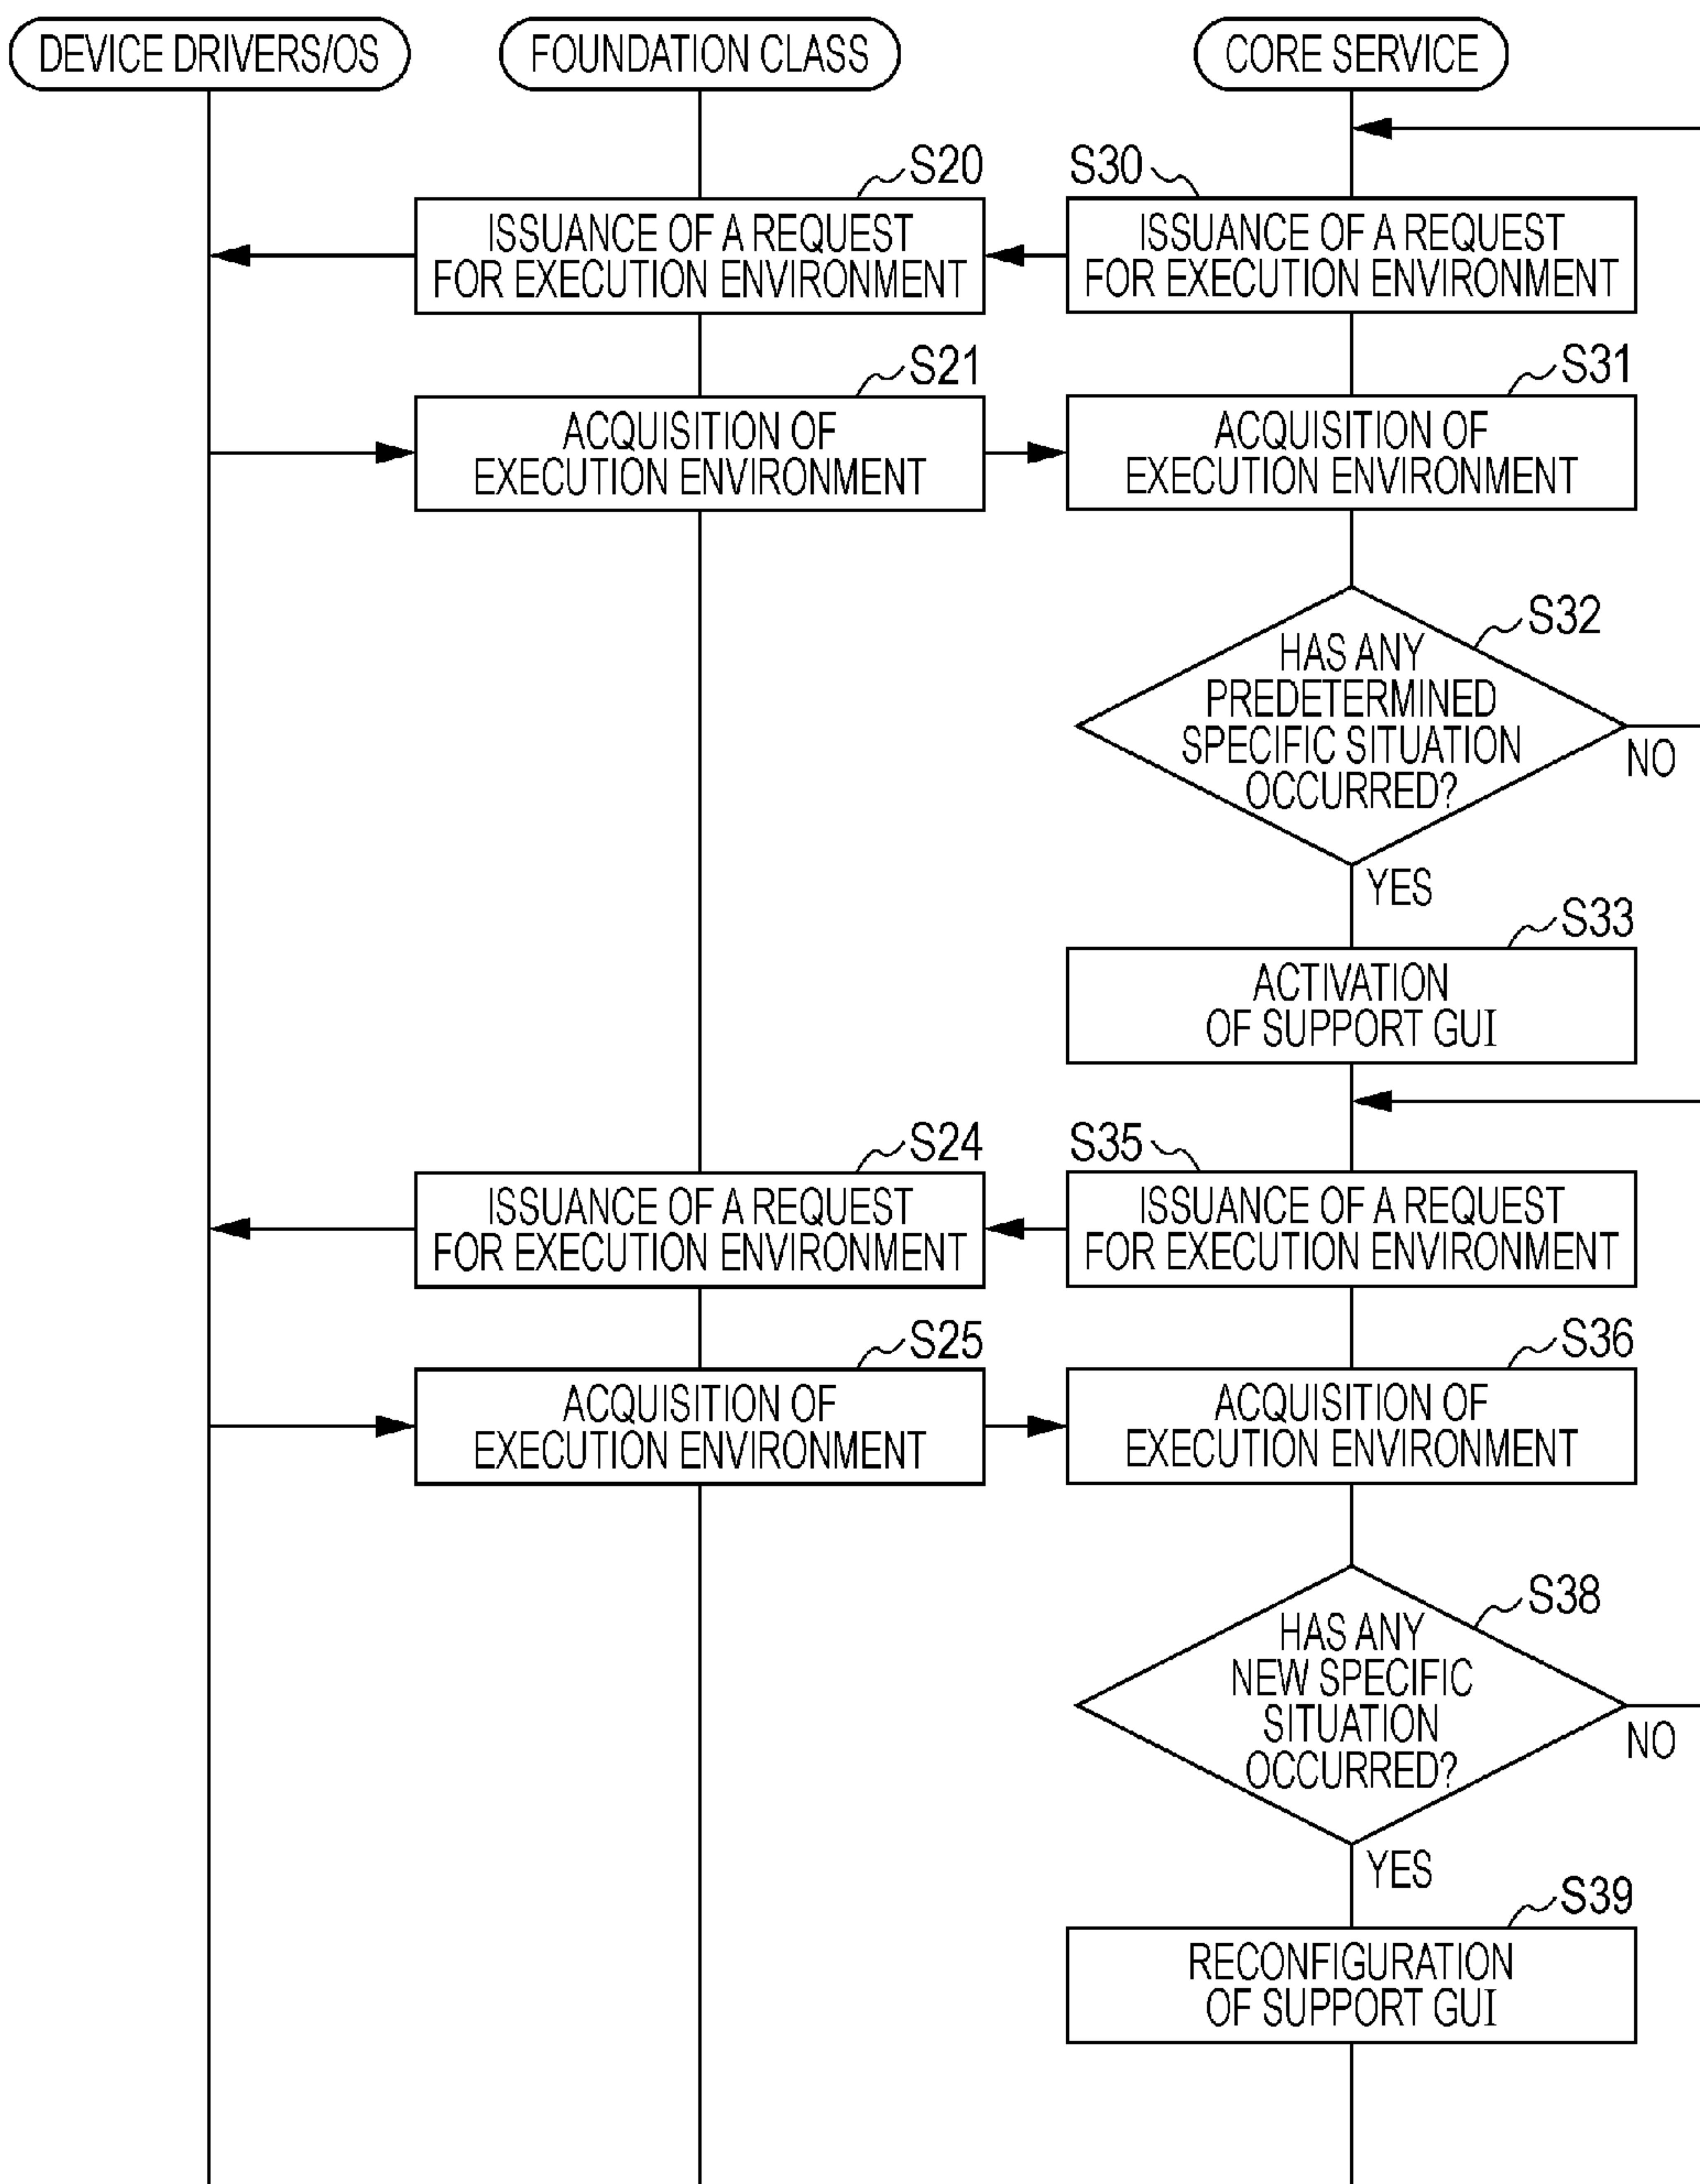 DEVICE DRIVERS/OS
FOUNDATION CLASS
CORE SERVICE
S20
S30
ISSUANCE OF A REQUEST
FOR EXECUTION ENVIRONMENT
ISSUANCE OF A REQUEST
FOR EXECUTION ENVIRONMENT
S21
S31
ACQUISITION OF
EXECUTION ENVIRONMENT
ACQUISITION OF
EXECUTION ENVIRONMENT
S32
HAS ANY
PREDETERMINED
SPECIFIC SITUATION
OCCURRED?
NO
YES
S33
ACTIVATION
OF SUPPORT GUI
S24
S35
ISSUANCE OF A REQUEST
FOR EXECUTION ENVIRONMENT
ISSUANCE OF A REQUEST
FOR EXECUTION ENVIRONMENT
S25
S36
ACQUISITION OF
EXECUTION ENVIRONMENT
ACQUISITION OF
EXECUTION ENVIRONMENT
S38
HAS ANY
NEW SPECIFIC
SITUATION
OCCURRED?
NO
YES
S39
RECONFIGURATION
OF SUPPORT GUI